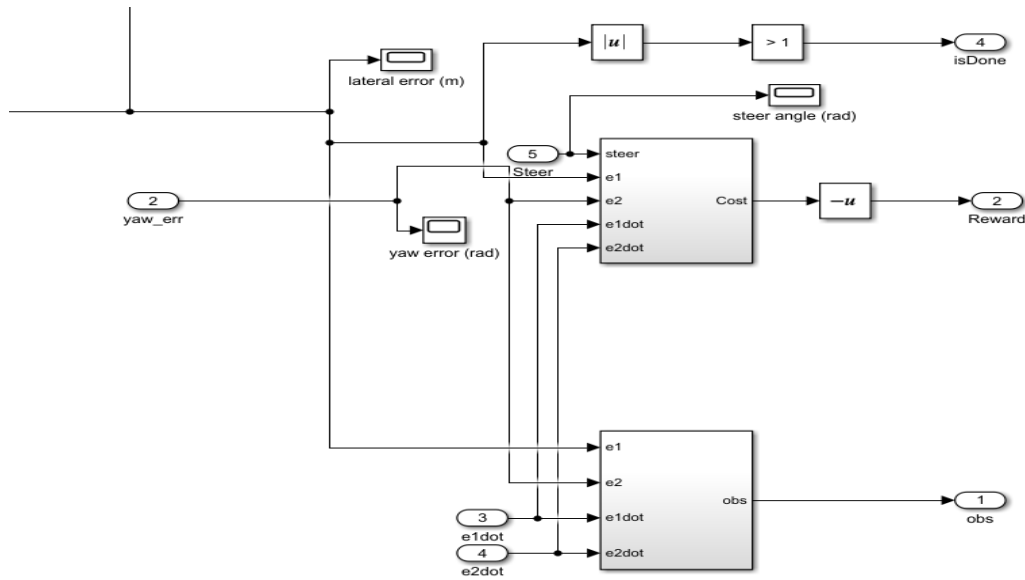 |u|
> 1
4
isDone
lateral error (m)
steer angle (rad)
5
Steer
steer
e1
e2
e1dot
e2dot
Cost
-u
2
Reward
2
yaw_err
yaw error (rad)
e1
e2
e1dot
e2dot
obs
1
obs
3
e1dot
4
e2dot